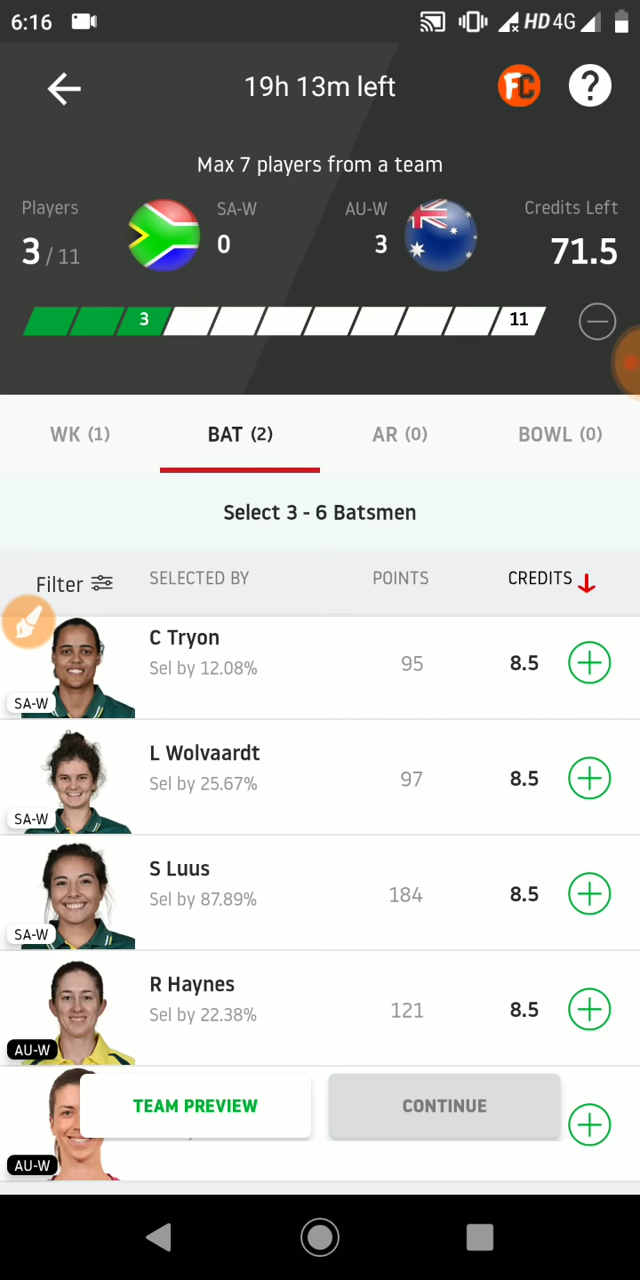 6:16
HD 4G
19h 13m left
FC
?
Max 7 players from a team
Players
SA-W
AU-W
Credits Left
3 / 11
0
3
71.5
3
11
WK (1)
BAT (2)
AR (0)
BOWL (0)
Select 3 - 6 Batsmen
Filter
SELECTED BY
POINTS
CREDITS
C Tryon
Sel by 12.08%
95
8.5
SA-W
L Wolvaardt
Sel by 25.67%
97
8.5
SA-W
S Luus
Sel by 87.89%
184
8.5
SA-W
R Haynes
Sel by 22.38%
121
8.5
AU-W
TEAM PREVIEW
CONTINUE
AU-W